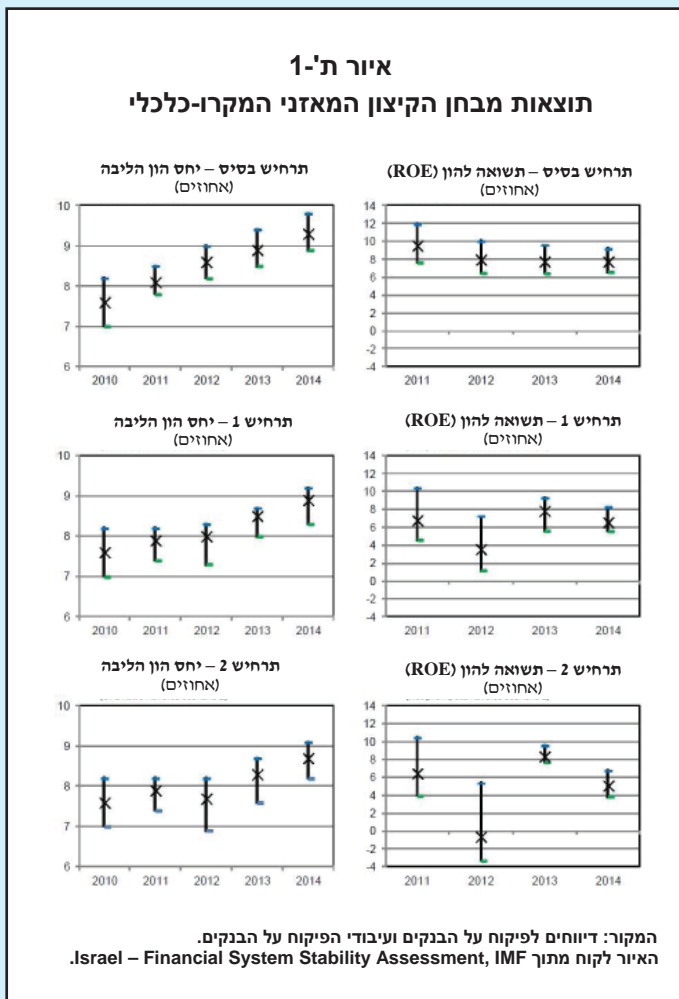 איור ת'-1
תוצאות מבחן הקיצון המאזני המקרו-כלכלי
תרחיש בסיס – תשואה להון (ROE)
(אחוזים)
14
12
10
8
6
4
2
0
-2
-4
2011 2012 2013 2014
תרחיש בסיס – יחס הון הליבה
(אחוזים)
10
9
8
7
6
2010 2011 2012 2013 2014
תרחיש 1 – תשואה להון (ROE)
(אחוזים)
14
12
10
8
6
4
2
0
-2
-4
2011 2012 2013 2014
תרחיש 1 – יחס הון הליבה
(אחוזים)
10
9
8
7
6
2010 2011 2012 2013 2014
תרחיש 2 – תשואה להון (ROE)
(אחוזים)
14
12
10
8
6
4
2
0
-2
-4
2011 2012 2013 2014
תרחיש 2 – יחס הון הליבה
(אחוזים)
10
9
8
7
6
2010 2011 2012 2013 2014
המקור: דיווחים לפיקוח על הבנקים ועיבודי הפיקוח על הבנקים.
האיור לקוח מתוך Israel – Financial System Stability Assessment, IMF.